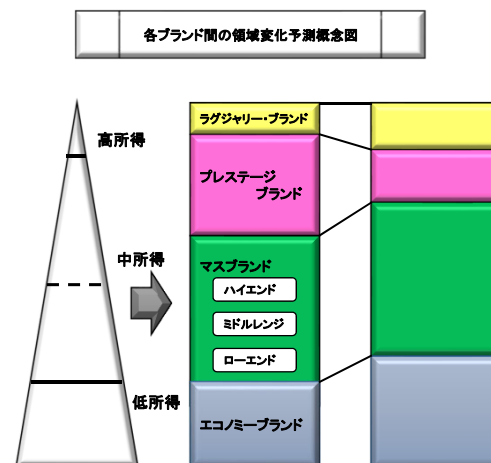 各ブランド間の領域変化予測概念図
高所得
中所得
低所得
ラグジャリー・ブランド
プレステージ
ブランド
マスブランド
ハイエンド
ミドルレンジ
ローエンド
エコノミーブランド